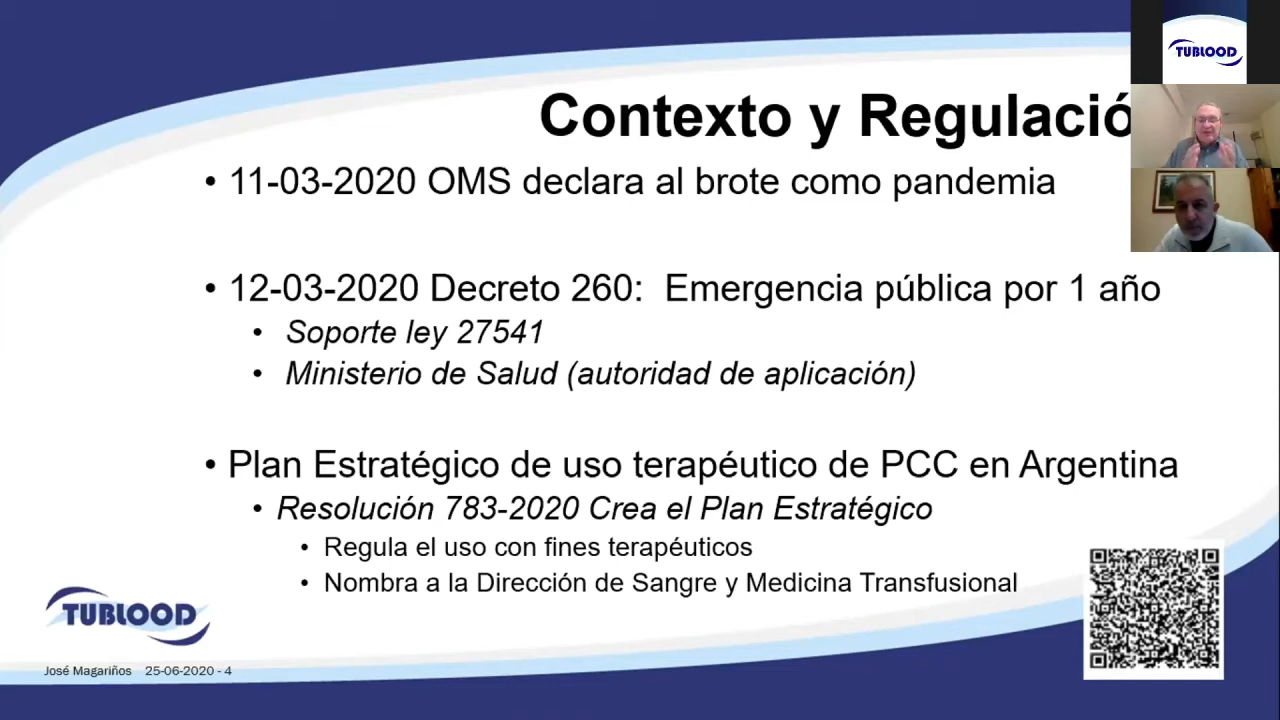 TUBLOOD
Contexto y Regulació
• 11-03-2020 OMS declara al brote como pandemia
• 12-03-2020 Decreto 260: Emergencia pública por 1 año
• Soporte ley 27541
• Ministerio de Salud (autoridad de aplicación)
• Plan Estratégico de uso terapéutico de PCC en Argentina
• Resolución 783-2020 Crea el Plan Estratégico
• Regula el uso con fines terapéuticos
• Nombra a la Dirección de Sangre y Medicina Transfusional
TUBLOOD
José Magariños 25-06-2020 - 4